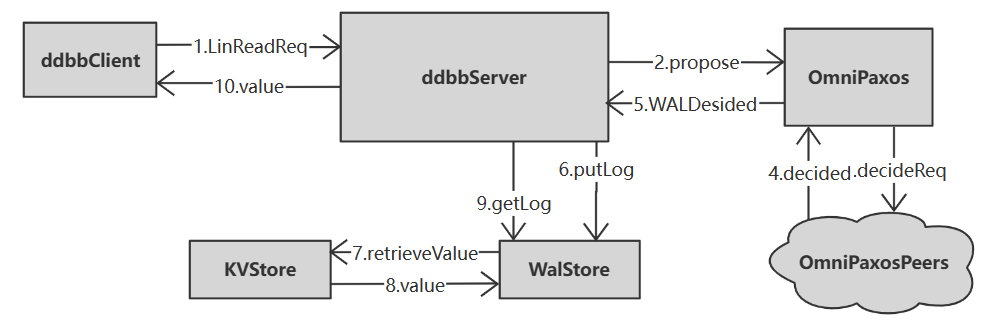 ddbbClient
1.LinReadReq
10.value
ddbbServer
2.propose
5.WALDesided
OmniPaxos
4.decided
.decideReq
6.putLog
9.getLog
KVStore
7.retrieveValue
8.value
WalStore
OmniPaxosPeers